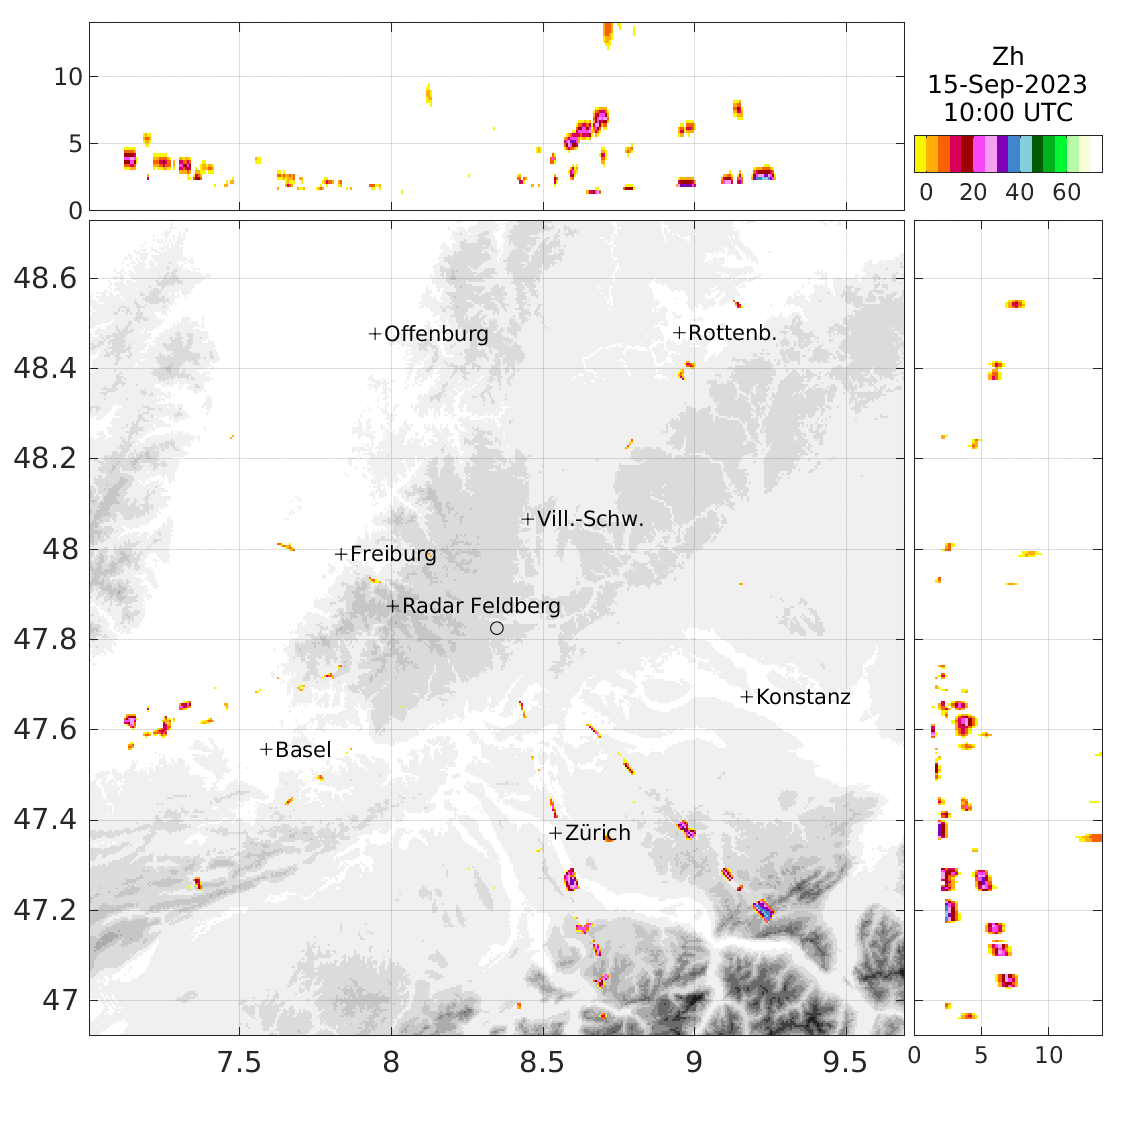 10
5
0
Zh
15-Sep-2023
10:00 UTC
0 20 40 60
48.6
48.4
48.2
48
47.8
47.6
47.4
47.2
47
+Offenburg
+Rottenb.
+Vill.-Schw.
+Freiburg
+Radar Feldberg
+Konstanz
+Basel
+Zürich
7.5 8 8.5 9 9.5
0 5 10